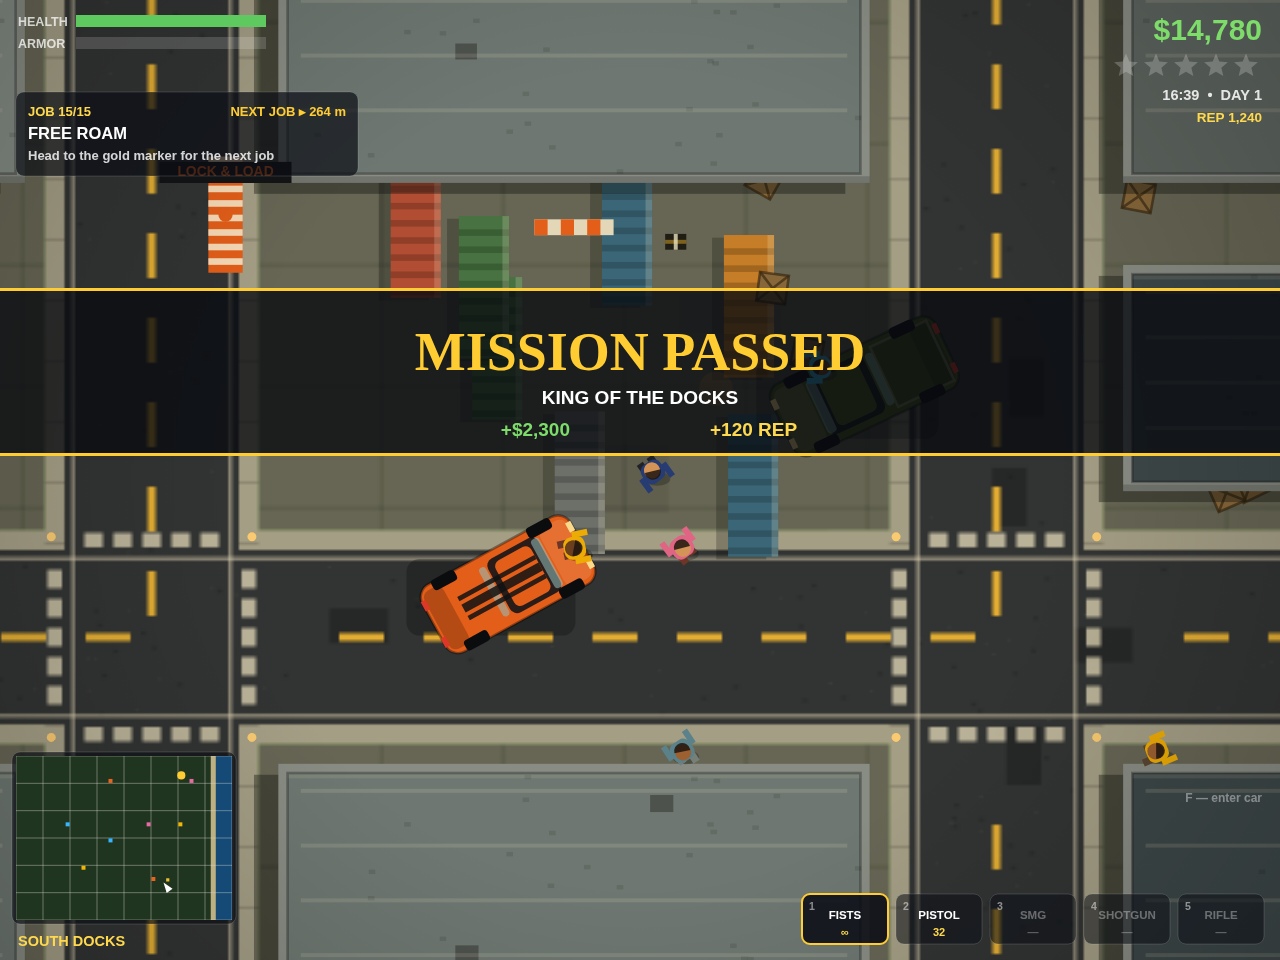 HEALTH
ARMOR
$14,780
16:39 • DAY 1
REP 1,240
JOB 15/15
NEXT JOB ▸ 264 m
FREE ROAM
Head to the gold marker for the next job
LOCK & LOAD
MISSION PASSED
KING OF THE DOCKS
+$2,300
+120 REP
F — enter car
1
FISTS
∞
2
PISTOL
32
3
SMG
—
4
SHOTGUN
—
5
RIFLE
—
SOUTH DOCKS